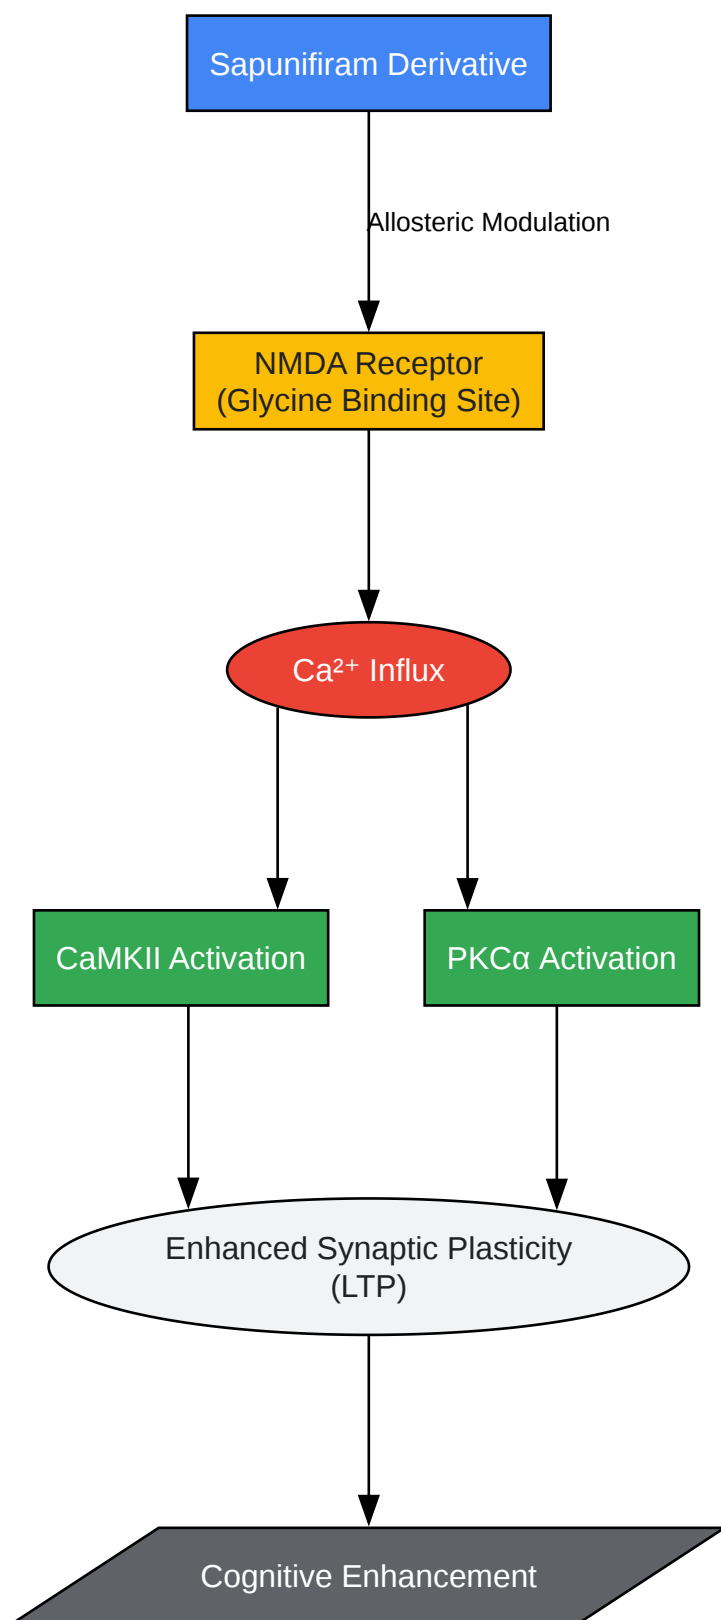 Sapunifiram Derivative
Allosteric Modulation
NMDA Receptor
(Glycine Binding Site)
Ca²⁺ Influx
CaMKII Activation
PKCα Activation
Enhanced Synaptic Plasticity
(LTP)
Cognitive Enhancement